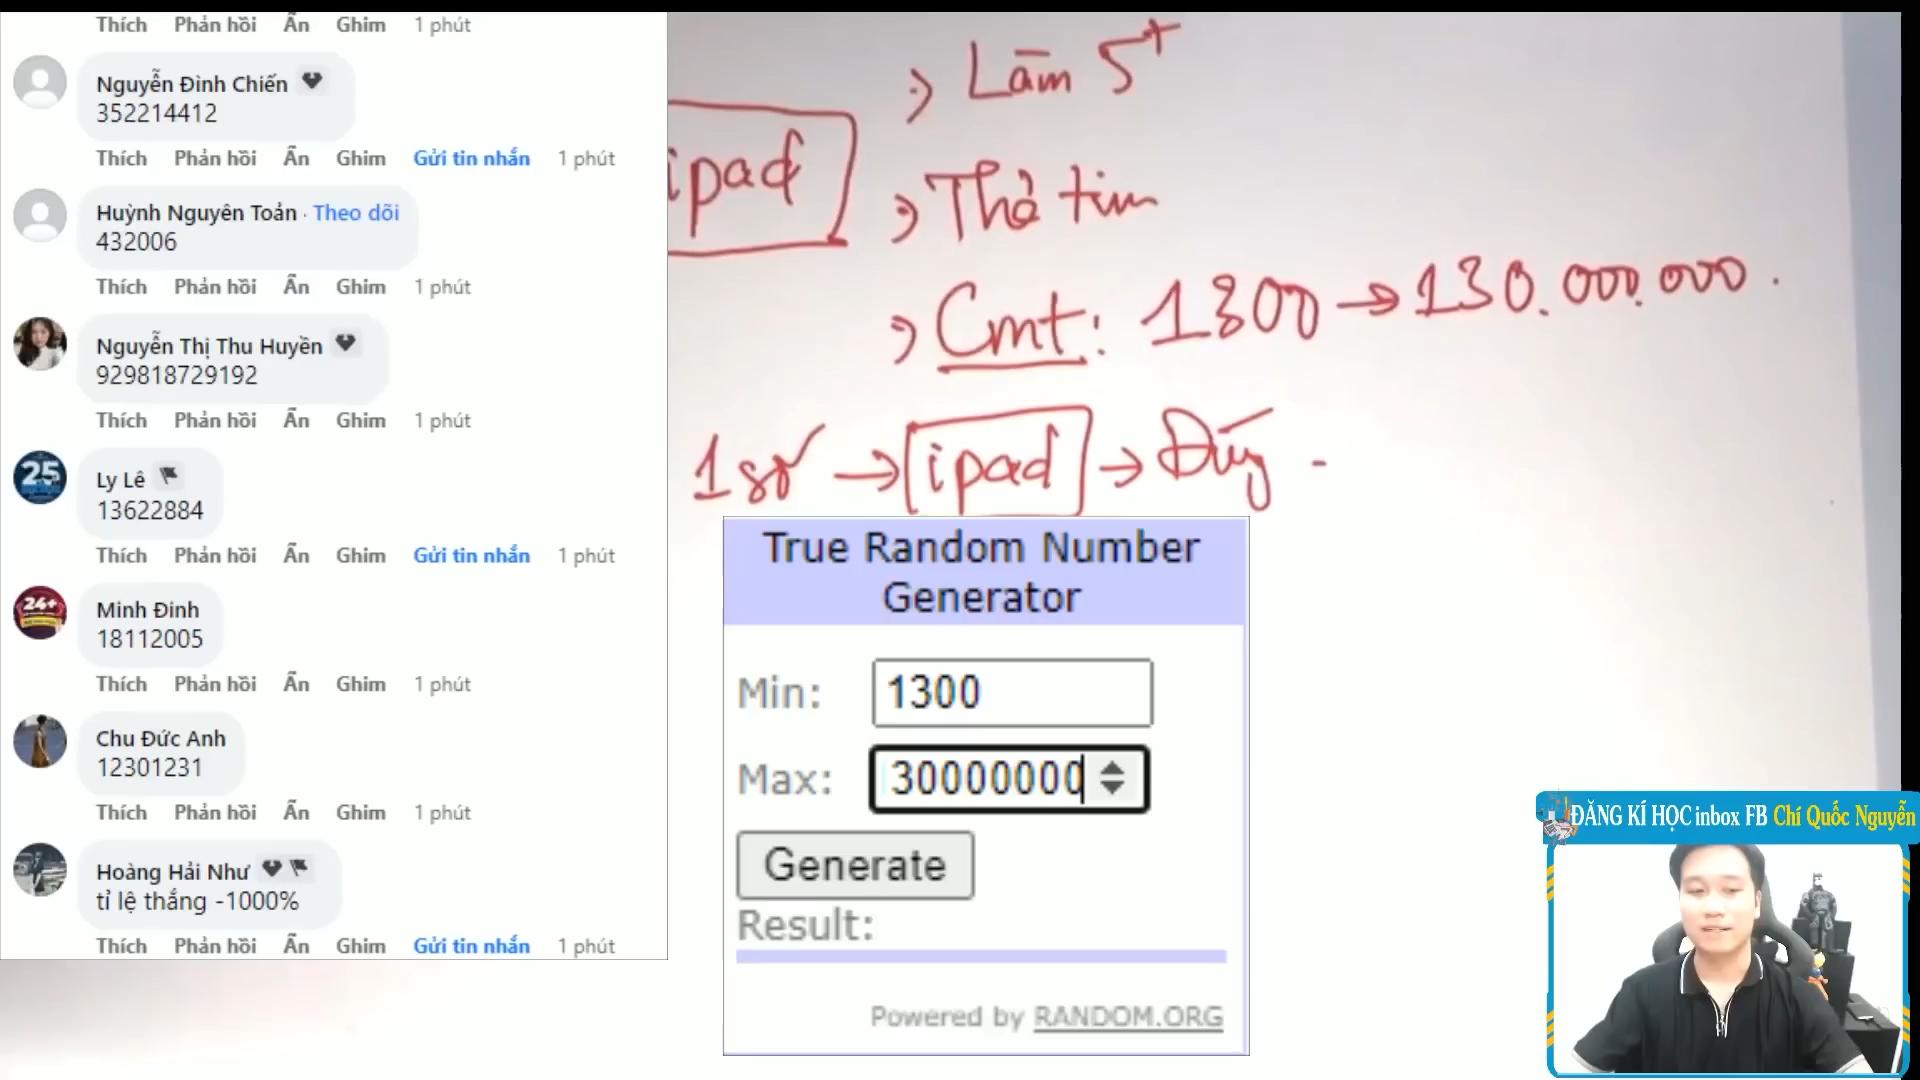 Thích Phản hồi Ẩn Ghim 1 phút
Nguyễn Đình Chiến
352214412
Thích Phản hồi Ẩn Ghim Gửi tin nhắn 1 phút
Huỳnh Nguyên Toản · Theo dõi
432006
Thích Phản hồi Ẩn Ghim 1 phút
Nguyễn Thị Thu Huyền
929818729192
Thích Phản hồi Ẩn Ghim 1 phút
25
Ly Lê
13622884
Thích Phản hồi Ẩn Ghim Gửi tin nhắn 1 phút
24+
Minh Đinh
18112005
Thích Phản hồi Ẩn Ghim 1 phút
Chu Đức Anh
12301231
Thích Phản hồi Ẩn Ghim 1 phút
Hoàng Hải Như
tỉ lệ thắng -1000%
Thích Phản hồi Ẩn Ghim Gửi tin nhắn 1 phút
Làm 5+
ipad
Thả tim
Cmt: 1300 → 130.000.000.
1 số → ipad → Đúng.
True Random Number
Generator
Min: 1300
Max: 30000000
Generate
Result:
Powered by RANDOM.ORG
ĐĂNG KÍ HỌC inbox FB Chí Quốc Nguyễn